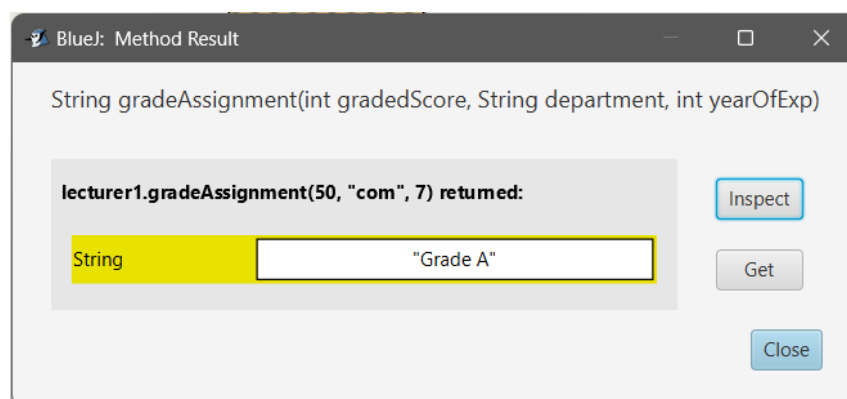 BlueJ: Method Result
String gradeAssignment(int gradedScore, String department, int yearOfExp)
lecturer1.gradeAssignment(50, "com", 7) returned:
Inspect
String "Grade A"
Get
Close